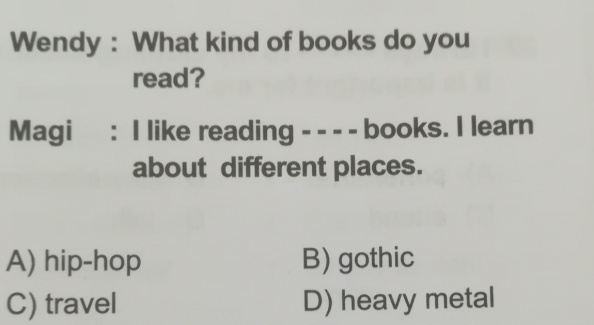 Wendy : What kind of books do you
read?
Magi : I like reading ---- books. I learn
about different places.
A) hip-hop B) gothic
C) travel D) heavy metal